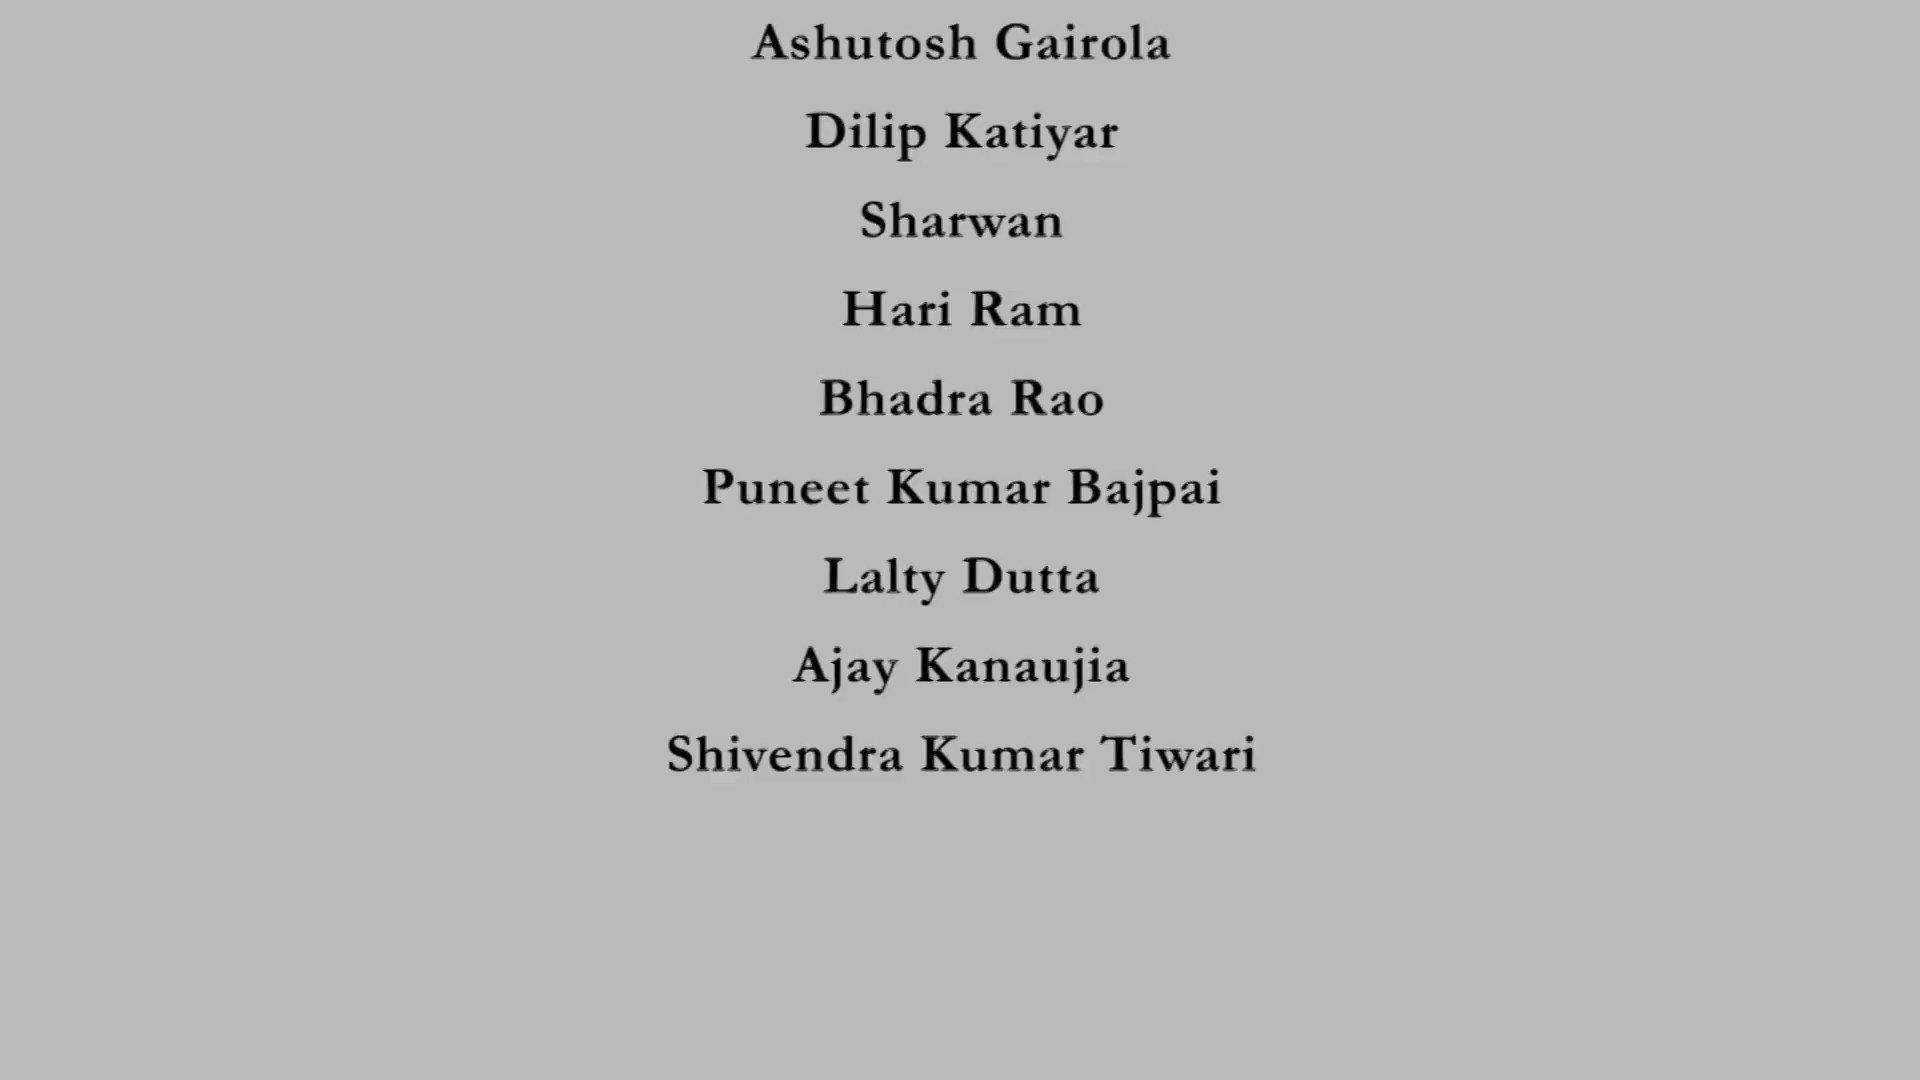 Ashutosh Gairola
Dilip Katiyar
Sharwan
Hari Ram
Bhadra Rao
Puneet Kumar Bajpai
Lalty Dutta
Ajay Kanaujia
Shivendra Kumar Tiwari